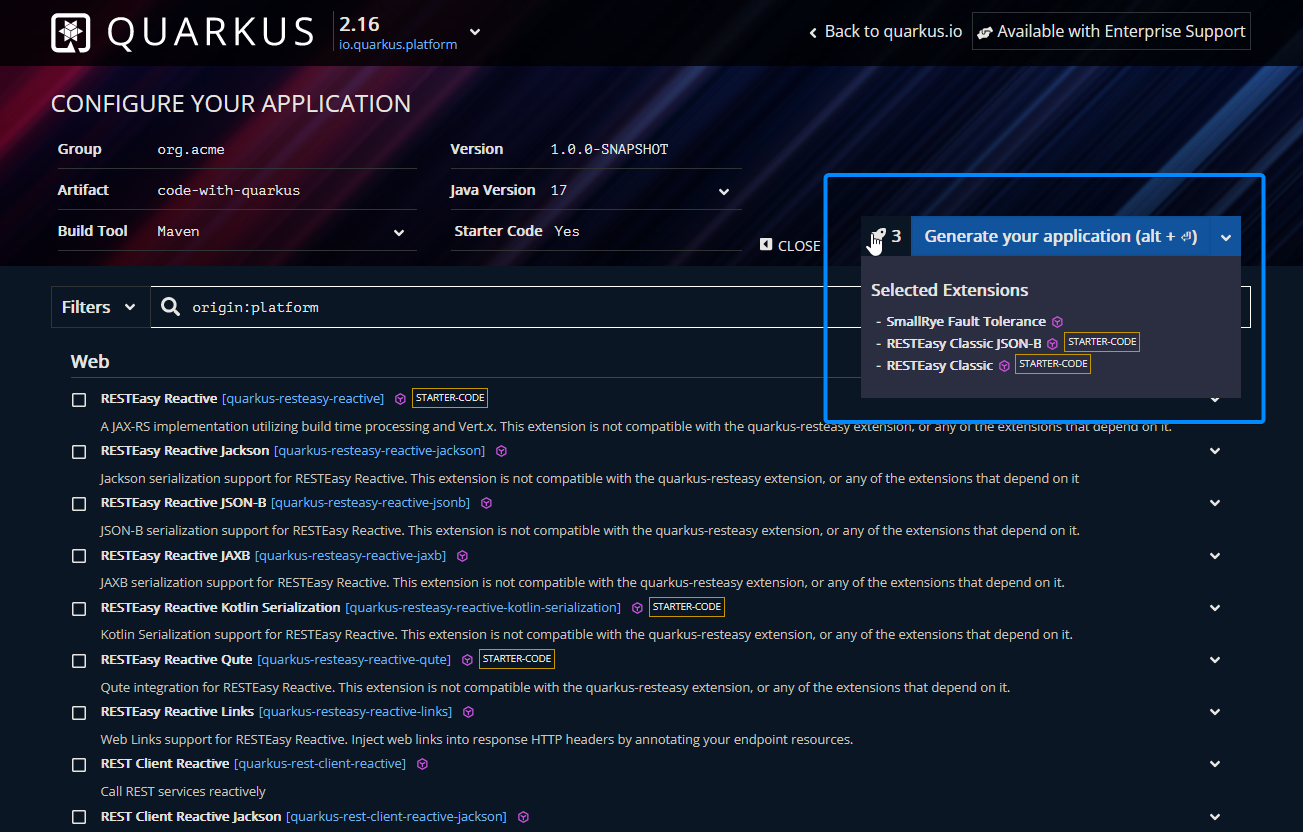 QUARKUS
2.16
io.quarkus.platform
Back to quarkus.io
Available with Enterprise Support
CONFIGURE YOUR APPLICATION
Group org.acme
Version 1.0.0-SNAPSHOT
Artifact code-with-quarkus
Java Version 17
Build Tool Maven
Starter Code Yes
CLOSE
3
Generate your application (alt + ⏎)
Selected Extensions
- SmallRye Fault Tolerance
- RESTEasy Classic JSON-B STARTER-CODE
- RESTEasy Classic STARTER-CODE
Filters
origin:platform
Web
RESTEasy Reactive [quarkus-resteasy-reactive] STARTER-CODE
A JAX-RS implementation utilizing build time processing and Vert.x. This extension is not compatible with the quarkus-resteasy extension, or any of the extensions that depend on it.
RESTEasy Reactive Jackson [quarkus-resteasy-reactive-jackson]
Jackson serialization support for RESTEasy Reactive. This extension is not compatible with the quarkus-resteasy extension, or any of the extensions that depend on it
RESTEasy Reactive JSON-B [quarkus-resteasy-reactive-jsonb]
JSON-B serialization support for RESTEasy Reactive. This extension is not compatible with the quarkus-resteasy extension, or any of the extensions that depend on it.
RESTEasy Reactive JAXB [quarkus-resteasy-reactive-jaxb]
JAXB serialization support for RESTEasy Reactive. This extension is not compatible with the quarkus-resteasy extension, or any of the extensions that depend on it.
RESTEasy Reactive Kotlin Serialization [quarkus-resteasy-reactive-kotlin-serialization] STARTER-CODE
Kotlin Serialization support for RESTEasy Reactive. This extension is not compatible with the quarkus-resteasy extension, or any of the extensions that depend on it.
RESTEasy Reactive Qute [quarkus-resteasy-reactive-qute] STARTER-CODE
Qute integration for RESTEasy Reactive. This extension is not compatible with the quarkus-resteasy extension, or any of the extensions that depend on it.
RESTEasy Reactive Links [quarkus-resteasy-reactive-links]
Web Links support for RESTEasy Reactive. Inject web links into response HTTP headers by annotating your endpoint resources.
REST Client Reactive [quarkus-rest-client-reactive]
Call REST services reactively
REST Client Reactive Jackson [quarkus-rest-client-reactive-jackson]